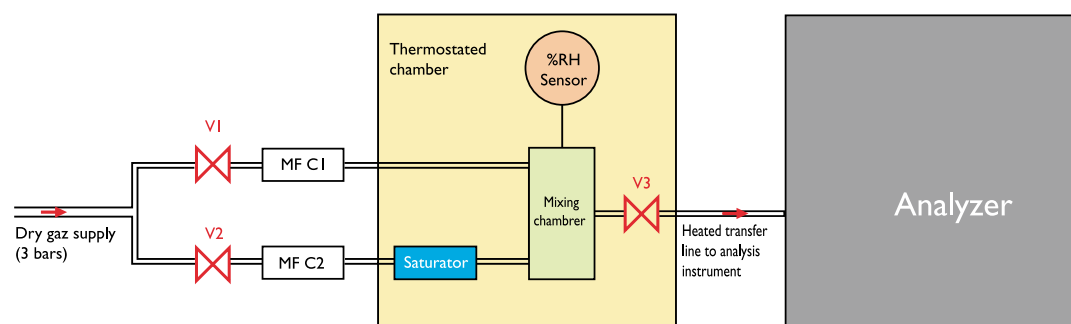 Thermostated
chamber
%RH
Sensor
V1
MF C1
Mixing
chambrer
V3
Analyzer
Dry gaz supply
(3 bars)
V2
MF C2
Saturator
Heated transfer
line to analysis
instrument